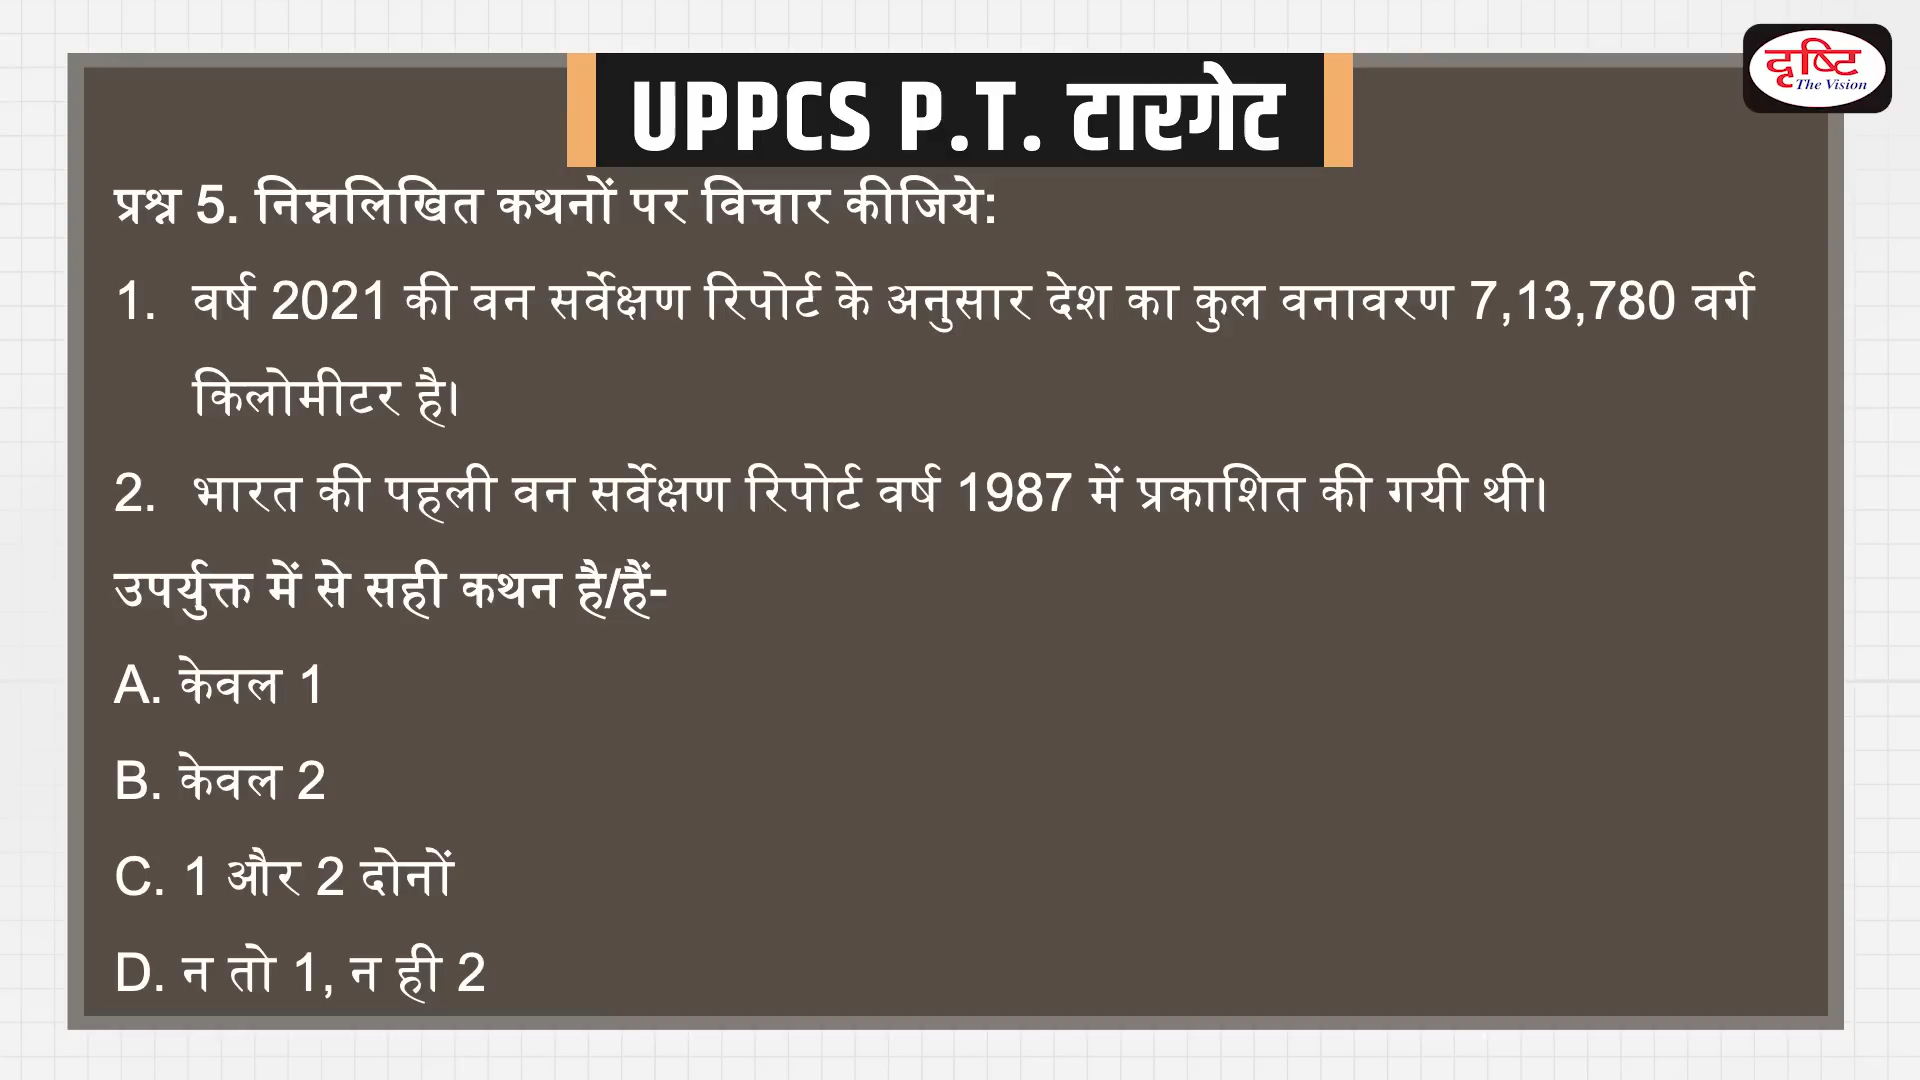 दृष्टि
The Vision
UPPCS P.T. टारगेट
प्रश्न 5. निम्नलिखित कथनों पर विचार कीजिये:
1. वर्ष 2021 की वन सर्वेक्षण रिपोर्ट के अनुसार देश का कुल वनावरण 7,13,780 वर्ग
किलोमीटर है।
2. भारत की पहली वन सर्वेक्षण रिपोर्ट वर्ष 1987 में प्रकाशित की गयी थी।
उपर्युक्त में से सही कथन है/हैं-
A. केवल 1
B. केवल 2
C. 1 और 2 दोनों
D. न तो 1, न ही 2